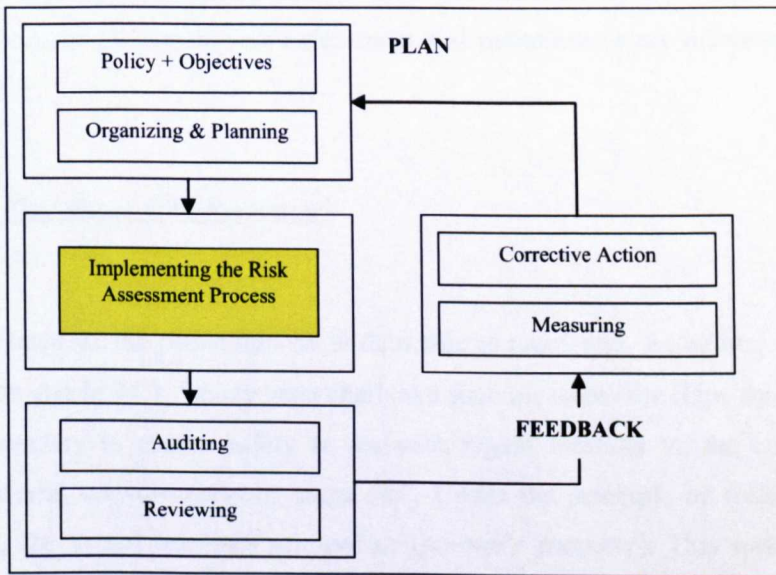 PLAN
Policy + Objectives
Organizing & Planning
Implementing the Risk
Assessment Process
Corrective Action
Measuring
FEEDBACK
Auditing
Reviewing